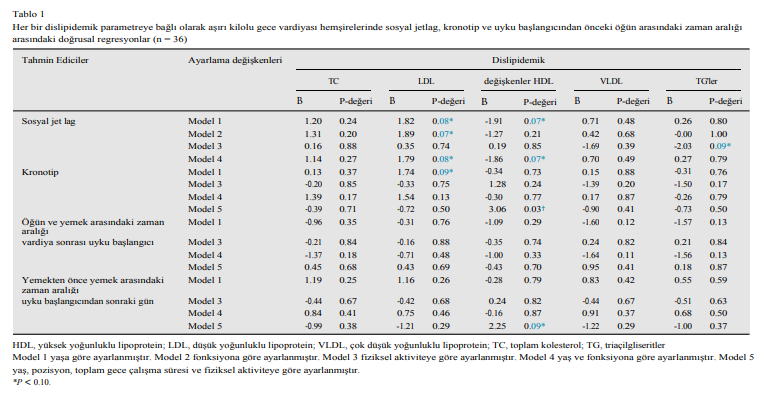 Tablo 1
Her bir dislipidemik parametreye bağlı olarak aşırı kilolu gece vardiyası hemşirelerinde sosyal jetlag, kronotip ve uyku başlangıcından önceki öğün arasındaki zaman aralığı
arasındaki doğrusal regresyonlar (n = 36)
Tahmin Ediciler Ayarlama değişkenleri Dislipidemik
TC LDL değişkenler HDL VLDL TG'ler
B P-değeri B P-değeri B P-değeri B P-değeri B P-değeri
Sosyal jet lag Model 1 1.20 0.24 1.82 0.08* -1.91 0.07* 0.71 0.48 0.26 0.80
Model 2 1.31 0.20 1.89 0.07* -1.27 0.21 0.42 0.68 -0.00 1.00
Model 3 0.16 0.88 0.35 0.74 0.19 0.85 -1.69 0.39 -2.03 0.09*
Model 4 1.14 0.27 1.79 0.08* -1.86 0.07* 0.70 0.49 0.27 0.79
Kronotip Model 1 0.13 0.37 1.74 0.09* -0.34 0.73 0.15 0.88 -0.31 0.76
Model 3 -0.20 0.85 -0.33 0.75 1.28 0.24 -1.39 0.20 -1.50 0.17
Model 4 1.39 0.17 1.54 0.13 -0.30 0.77 0.17 0.87 -0.26 0.79
Model 5 -0.39 0.71 -0.72 0.50 3.06 0.03† -0.90 0.41 -0.73 0.50
Öğün ve yemek arasındaki zaman Model 1 -0.96 0.35 -0.31 0.76 -1.09 0.29 -1.60 0.12 -1.57 0.13
aralığı
vardiya sonrası uyku başlangıcı Model 3 -0.21 0.84 -0.16 0.88 -0.35 0.74 0.24 0.82 0.21 0.84
Model 4 -1.37 0.18 -0.71 0.48 -1.00 0.33 -1.64 0.11 -1.56 0.13
Model 5 0.45 0.68 0.43 0.69 -0.43 0.70 0.95 0.41 0.18 0.87
Yemekten önce yemek arasındaki Model 1 1.19 0.25 1.16 0.26 -0.28 0.79 0.83 0.42 0.55 0.59
zaman aralığı
uyku başlangıcından sonraki gün Model 3 -0.44 0.67 -0.42 0.68 0.24 0.82 -0.44 0.67 -0.51 0.63
Model 4 0.84 0.41 0.75 0.46 -0.16 0.87 0.91 0.37 0.68 0.50
Model 5 -0.99 0.38 -1.21 0.29 2.25 0.09* -1.22 0.29 -1.00 0.37
HDL, yüksek yoğunluklu lipoprotein; LDL, düşük yoğunluklu lipoprotein; VLDL, çok düşük yoğunluklu lipoprotein; TC, toplam kolesterol; TG, triaçilgliseritler
Model 1 yaşa göre ayarlanmıştır. Model 2 fonksiyona göre ayarlanmıştır. Model 3 fiziksel aktiviteye göre ayarlanmıştır. Model 4 yaş ve fonksiyona göre ayarlanmıştır. Model 5
yaş, pozisyon, toplam gece çalışma süresi ve fiziksel aktiviteye göre ayarlanmıştır.
*P < 0.10.